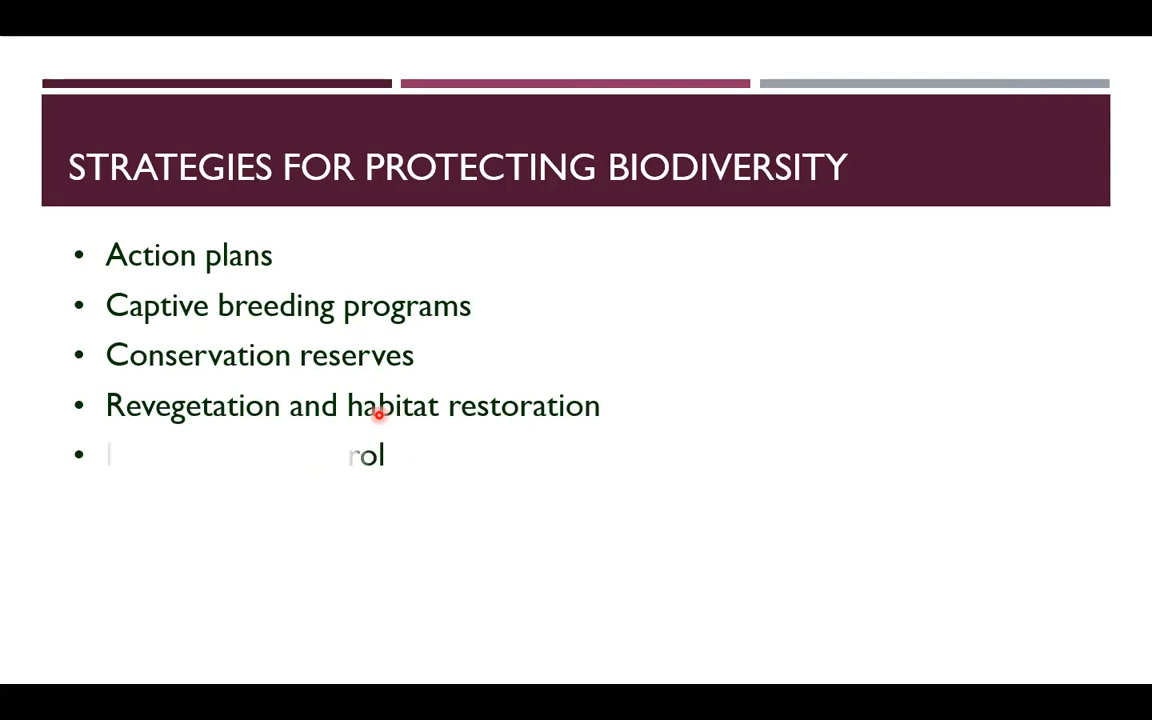 STRATEGIES FOR PROTECTING BIODIVERSITY
• Action plans
• Captive breeding programs
• Conservation reserves
• Revegetation and habitat restoration
•